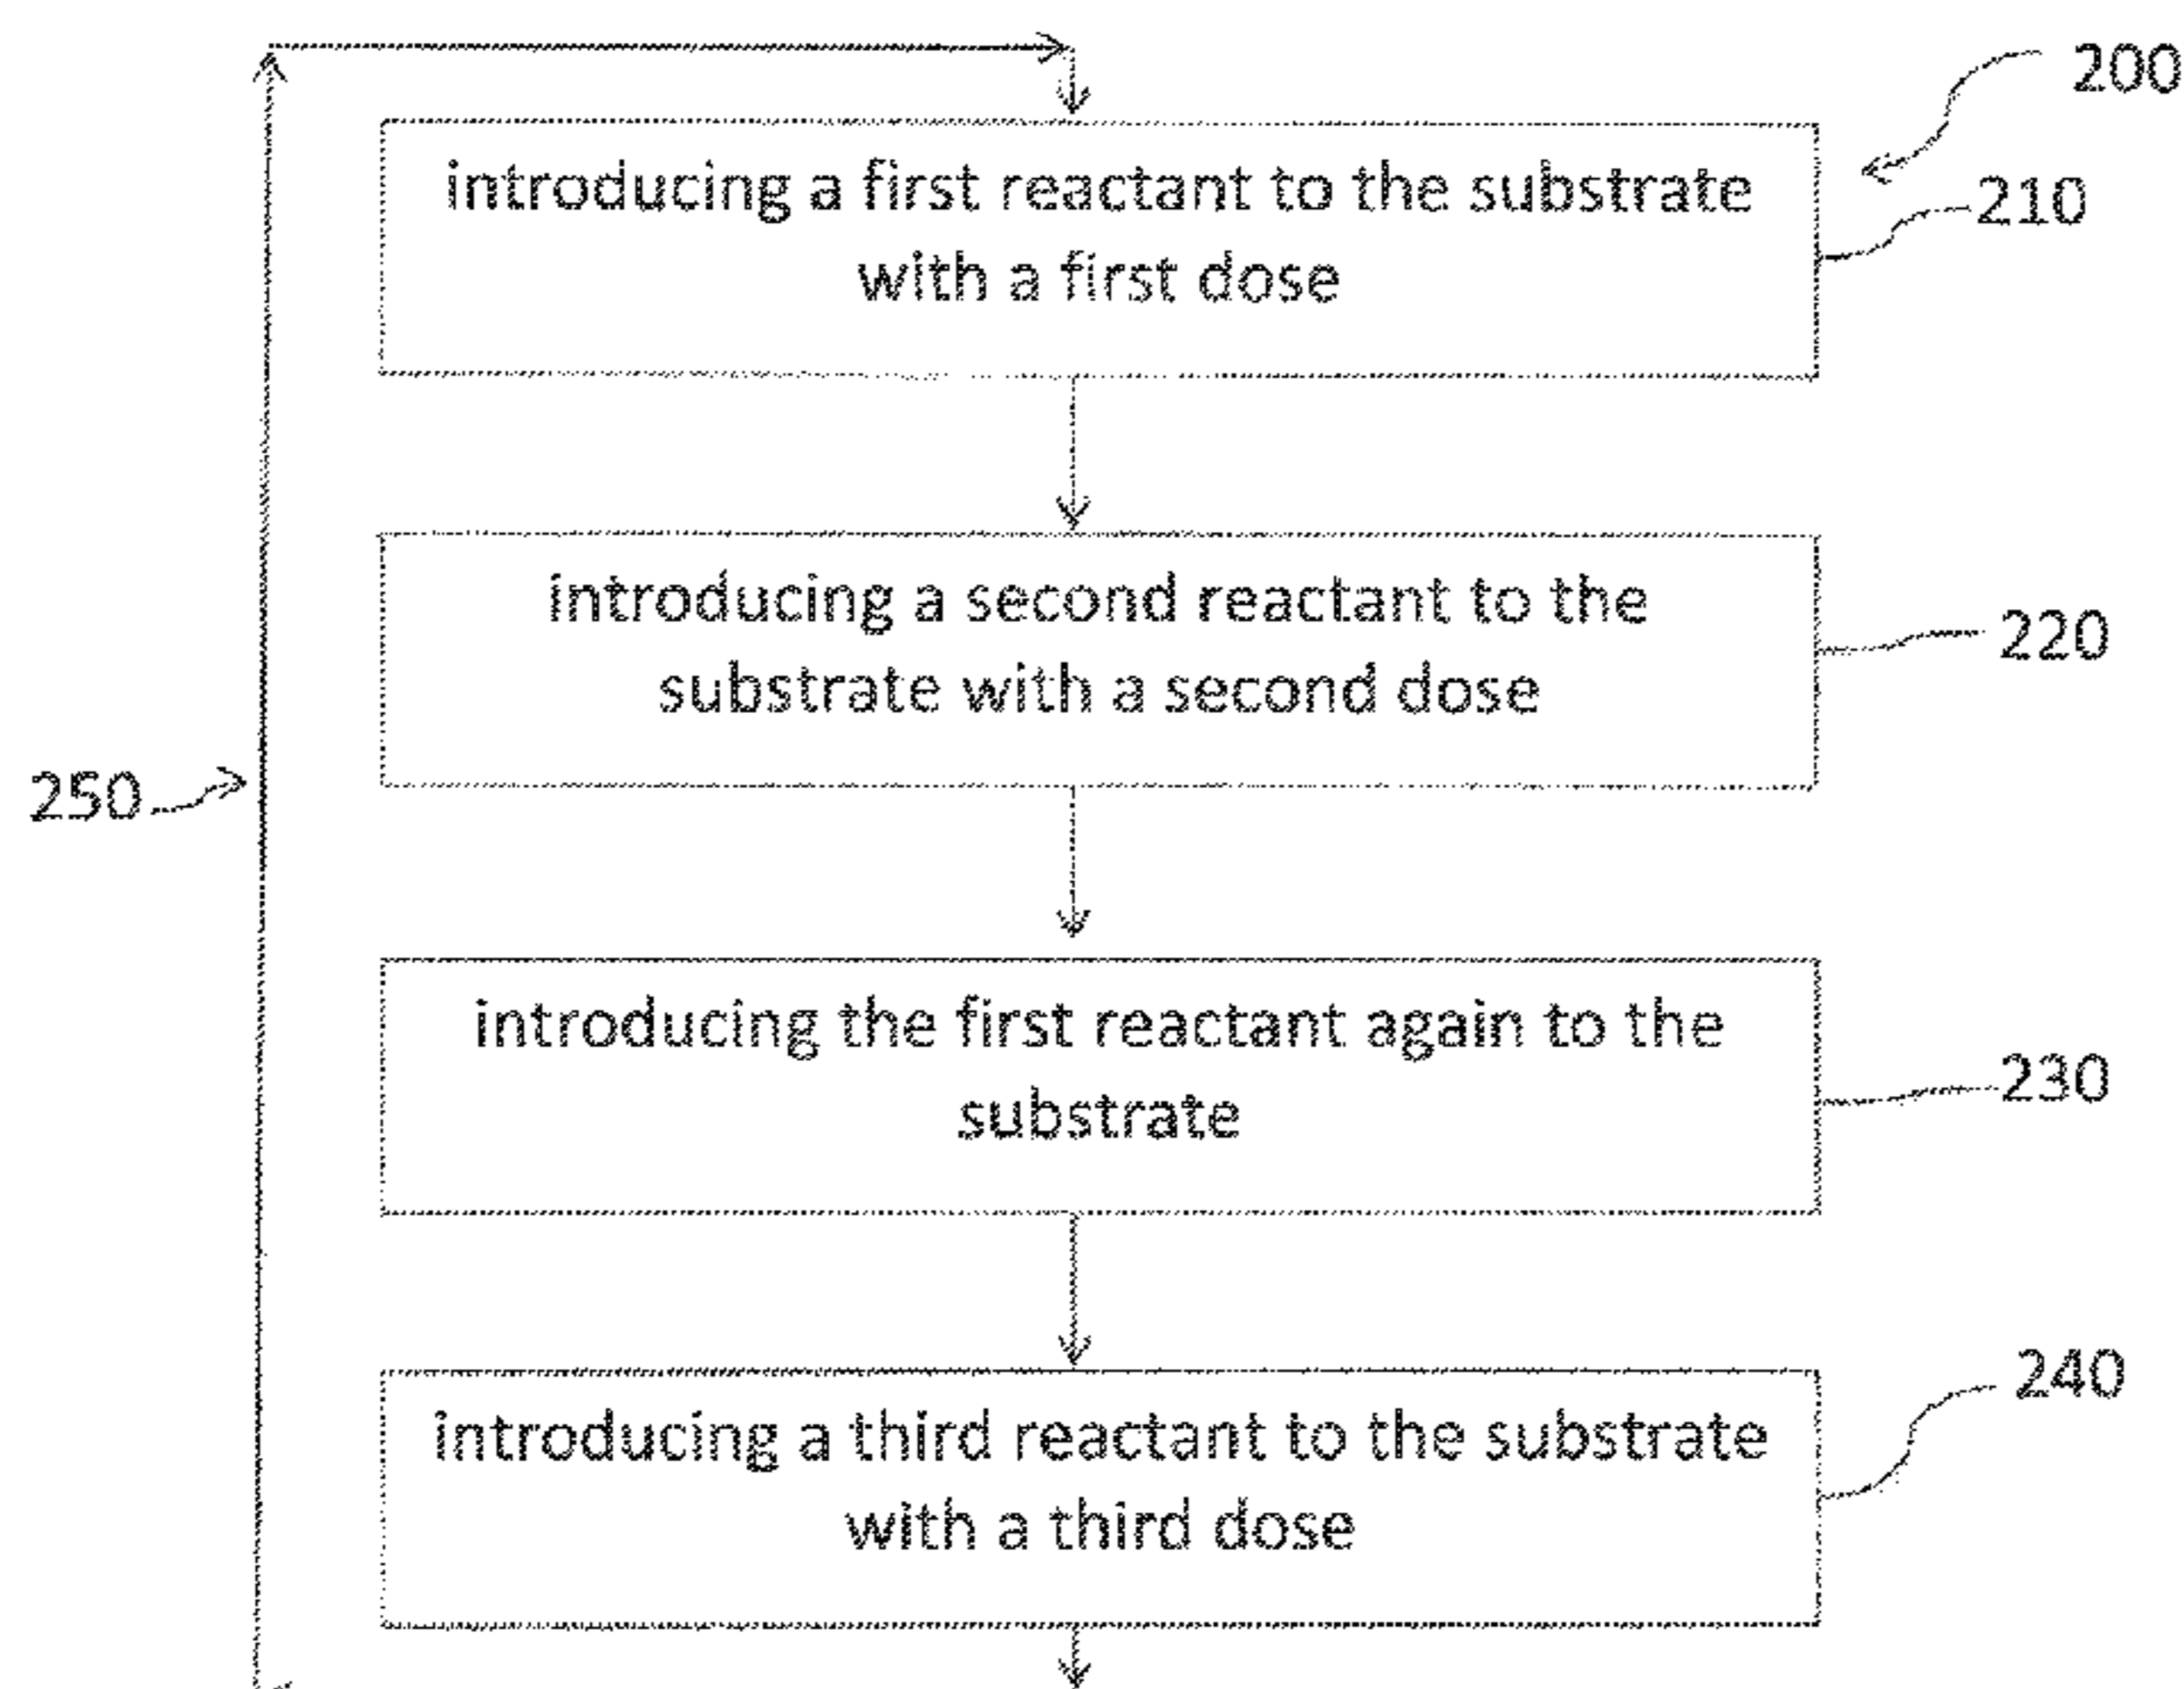 200
introducing a first reactant to the substrate
with a first dose
210
introducing a second reactant to the
substrate with a second dose
220
250
introducing the first reactant again to the
substrate
230
introducing a third reactant to the substrate
with a third dose
240